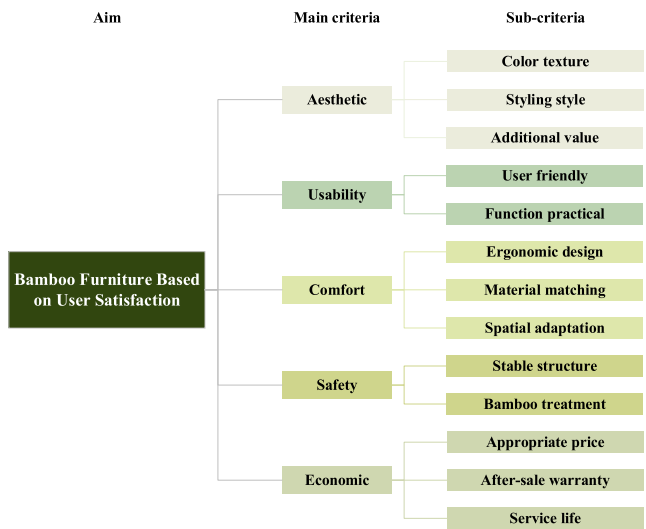 Aim
Main criteria
Sub-criteria
Bamboo Furniture Based
on User Satisfaction
Aesthetic
Color texture
Styling style
Additional value
Usability
User friendly
Function practical
Comfort
Ergonomic design
Material matching
Spatial adaptation
Safety
Stable structure
Bamboo treatment
Economic
Appropriate price
After-sale warranty
Service life